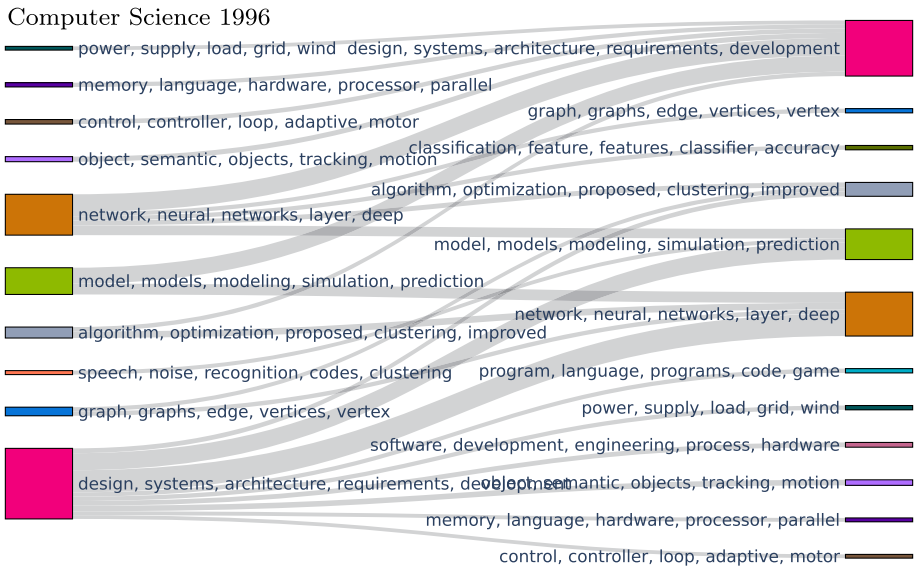 Computer Science 1996
power, supply, load, grid, wind
memory, language, hardware, processor, parallel
control, controller, loop, adaptive, motor
object, semantic, objects, tracking, motion
network, neural, networks, layer, deep
model, models, modeling, simulation, prediction
algorithm, optimization, proposed, clustering, improved
speech, noise, recognition, codes, clustering
graph, graphs, edge, vertices, vertex
design, systems, architecture, requirements, development
design, systems, architecture, requirements, development
graph, graphs, edge, vertices, vertex
classification, feature, features, classifier, accuracy
algorithm, optimization, proposed, clustering, improved
model, models, modeling, simulation, prediction
network, neural, networks, layer, deep
program, language, programs, code, game
power, supply, load, grid, wind
software, development, engineering, process, hardware
object, semantic, objects, tracking, motion
memory, language, hardware, processor, parallel
control, controller, loop, adaptive, motor